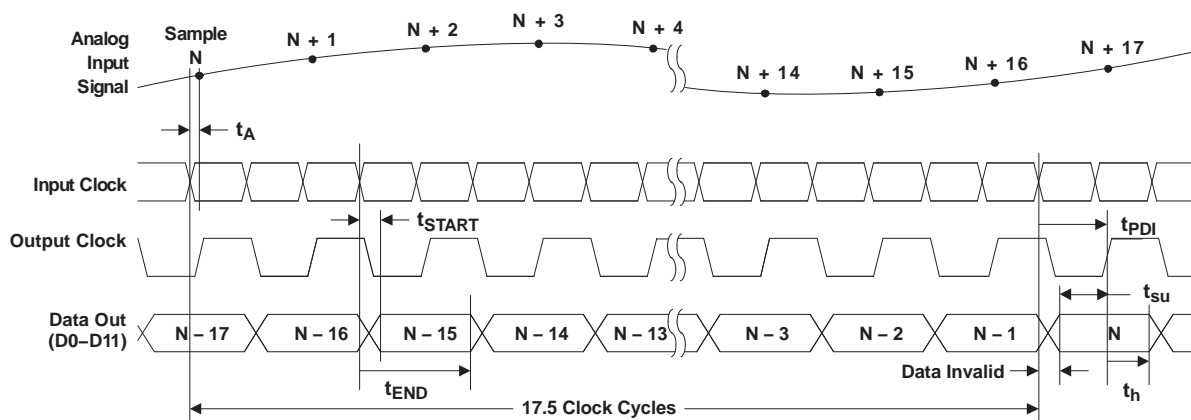 Analog
Input
Signal
Sample
N
N + 1
N + 2
N + 3
N + 4
N + 14
N + 15
N + 16
N + 17
tA
Input Clock
tSTART
tPDI
Output Clock
tsu
Data Out
(D0–D11)
N – 17
N – 16
N – 15
N – 14
N – 13
N – 3
N – 2
N – 1
N
tEND
Data Invalid
th
17.5 Clock Cycles